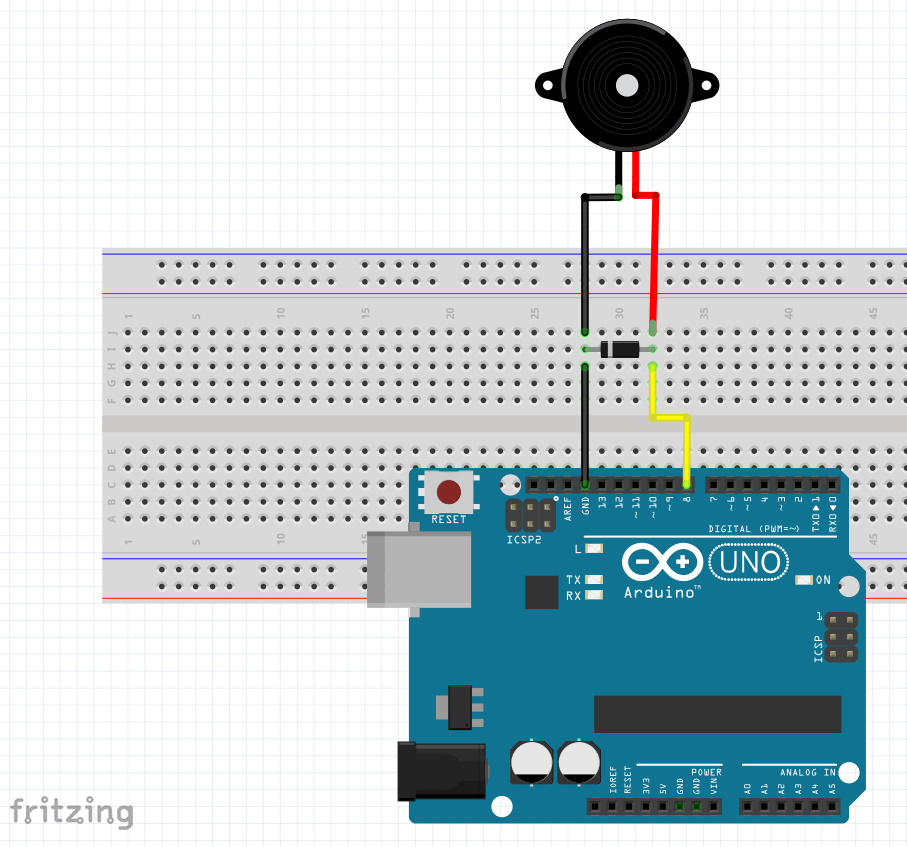 1 5 10 15 20 25 30 35 40 45
J
I
H
G
F
E
D
C
B
A
1 5 10 15 45
RESET
ICSP2
AREF
GND
13
12
~11
~10
~9
8
7
~6
~5
4
~3
2
TX0▶1
RX0◀0
DIGITAL (PWM=~)
L
TX
RX
UNO
Arduino™
ON
1
ICSP
IOREF
RESET
3V3
5V
GND
GND
VIN
POWER
A0
A1
A2
A3
A4
A5
ANALOG IN
fritzing